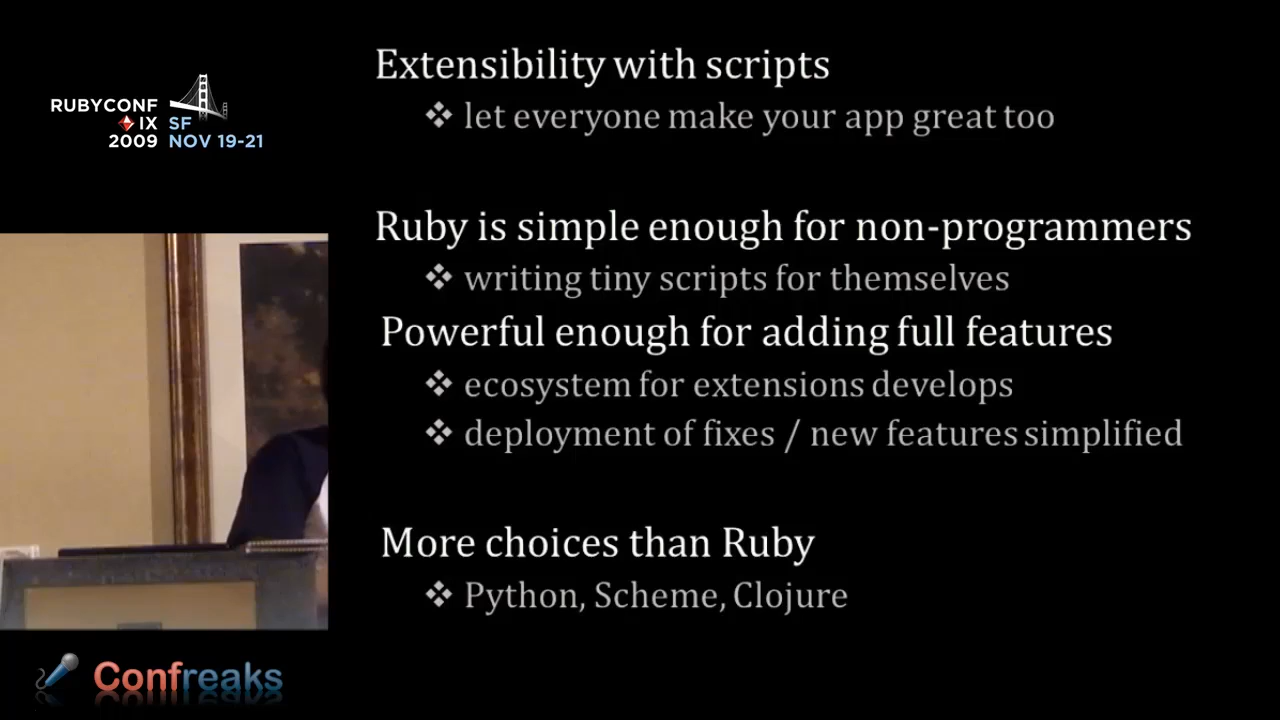 RUBYCONF
IX SF
2009 NOV 19-21
Extensibility with scripts
❖ let everyone make your app great too
Ruby is simple enough for non-programmers
❖ writing tiny scripts for themselves
Powerful enough for adding full features
❖ ecosystem for extensions develops
❖ deployment of fixes / new features simplified
More choices than Ruby
❖ Python, Scheme, Clojure
Confreaks